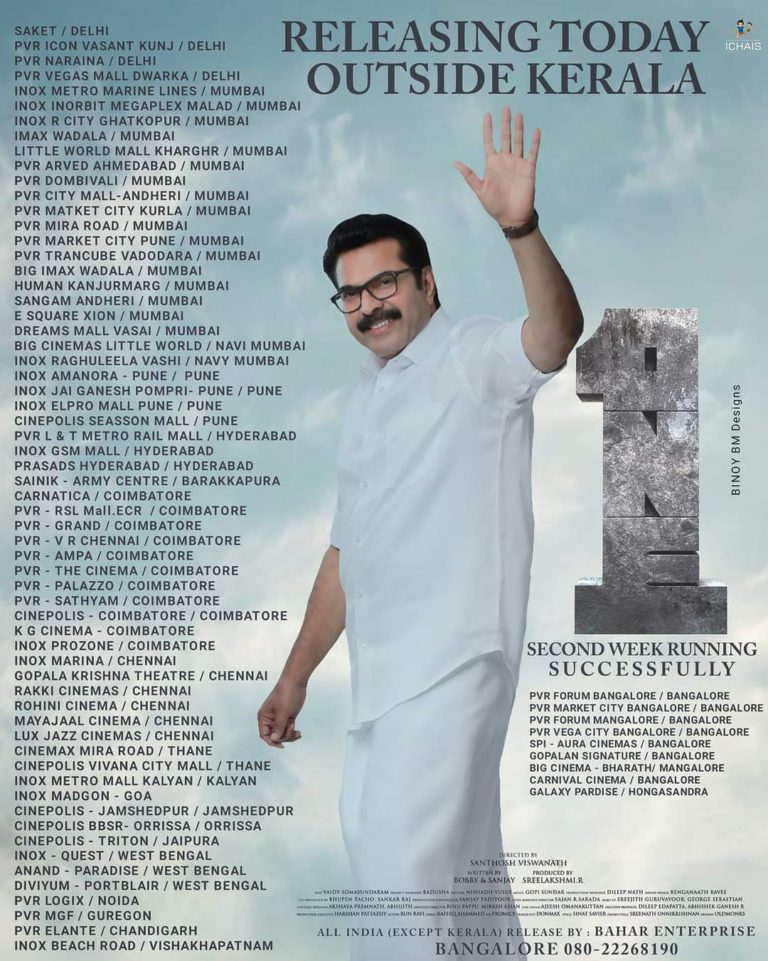 RELEASING TODAY
OUTSIDE KERALA
ICHAIS
SAKET / DELHI
PVR ICON VASANT KUNJ / DELHI
PVR NARAINA / DELHI
PVR VEGAS MALL DWARKA / DELHI
INOX METRO MARINE LINES / MUMBAI
INOX INORBIT MEGAPLEX MALAD / MUMBAI
INOX R CITY GHATKOPUR / MUMBAI
IMAX WADALA / MUMBAI
LITTLE WORLD MALL KHARGHR / MUMBAI
PVR ARVED AHMEDABAD / MUMBAI
PVR DOMBIVALI / MUMBAI
PVR CITY MALL-ANDHERI / MUMBAI
PVR MATKET CITY KURLA / MUMBAI
PVR MIRA ROAD / MUMBAI
PVR MARKET CITY PUNE / MUMBAI
PVR TRANCUBE VADODARA / MUMBAI
BIG IMAX WADALA / MUMBAI
HUMAN KANJURMARG / MUMBAI
SANGAM ANDHERI / MUMBAI
E SQUARE XION / MUMBAI
DREAMS MALL VASAI / MUMBAI
BIG CINEMAS LITTLE WORLD / NAVI MUMBAI
INOX RAGHULEELA VASHI / NAVY MUMBAI
INOX AMANORA - PUNE / PUNE
INOX JAI GANESH POMPRI- PUNE / PUNE
INOX ELPRO MALL PUNE / PUNE
CINEPOLIS SEASSON MALL / PUNE
PVR L & T METRO RAIL MALL / HYDERABAD
INOX GSM MALL / HYDERABAD
PRASADS HYDERABAD / HYDERABAD
SAINIK - ARMY CENTRE / BARAKKAPURA
CARNATICA / COIMBATORE
PVR - RSL Mall.ECR / COIMBATORE
PVR - GRAND / COIMBATORE
PVR - V R CHENNAI / COIMBATORE
PVR - AMPA / COIMBATORE
PVR - THE CINEMA / COIMBATORE
PVR - PALAZZO / COIMBATORE
PVR - SATHYAM / COIMBATORE
CINEPOLIS - COIMBATORE / COIMBATORE
K G CINEMA - COIMBATORE
INOX PROZONE / COIMBATORE
INOX MARINA / CHENNAI
GOPALA KRISHNA THEATRE / CHENNAI
RAKKI CINEMAS / CHENNAI
ROHINI CINEMA / CHENNAI
MAYAJAAL CINEMA / CHENNAI
LUX JAZZ CINEMAS / CHENNAI
CINEMAX MIRA ROAD / THANE
CINEPOLIS VIVANA CITY MALL / THANE
INOX METRO MALL KALYAN / KALYAN
INOX MADGON - GOA
CINEPOLIS - JAMSHEDPUR / JAMSHEDPUR
CINEPOLIS BBSR- ORRISSA / ORRISSA
CINEPOLIS - TRITON / JAIPURA
INOX - QUEST / WEST BENGAL
ANAND - PARADISE / WEST BENGAL
DIVIYUM - PORTBLAIR / WEST BENGAL
PVR LOGIX / NOIDA
PVR MGF / GUREGON
PVR ELANTE / CHANDIGARH
INOX BEACH ROAD / VISHAKHAPATNAM
ONE
BINOY BM Designs
SECOND WEEK RUNNING
SUCCESSFULLY
PVR FORUM BANGALORE / BANGALORE
PVR MARKET CITY BANGALORE / BANGALORE
PVR FORUM MANGALORE / BANGALORE
PVR VEGA CITY BANGALORE / BANGALORE
SPI - AURA CINEMAS / BANGALORE
GOPALAN SIGNATURE / BANGALORE
BIG CINEMA - BHARATH/ MANGALORE
CARNIVAL CINEMA / BANGALORE
GALAXY PARDISE / HONGASANDRA
DIRECTED BY
SANTHOSH VISWANATH
WRITTEN BY PRODUCED BY
BOBBY & SANJAY SREELAKSHMI.R
VAIDY SOMASUNDARAM BADUSHA NISHADH YUSUF GOPI SUNDAR DILEEP NATH RENGANAATH RAVEE
ALL INDIA (EXCEPT KERALA) RELEASE BY : BAHAR ENTERPRISE
BANGALORE 080-22268190